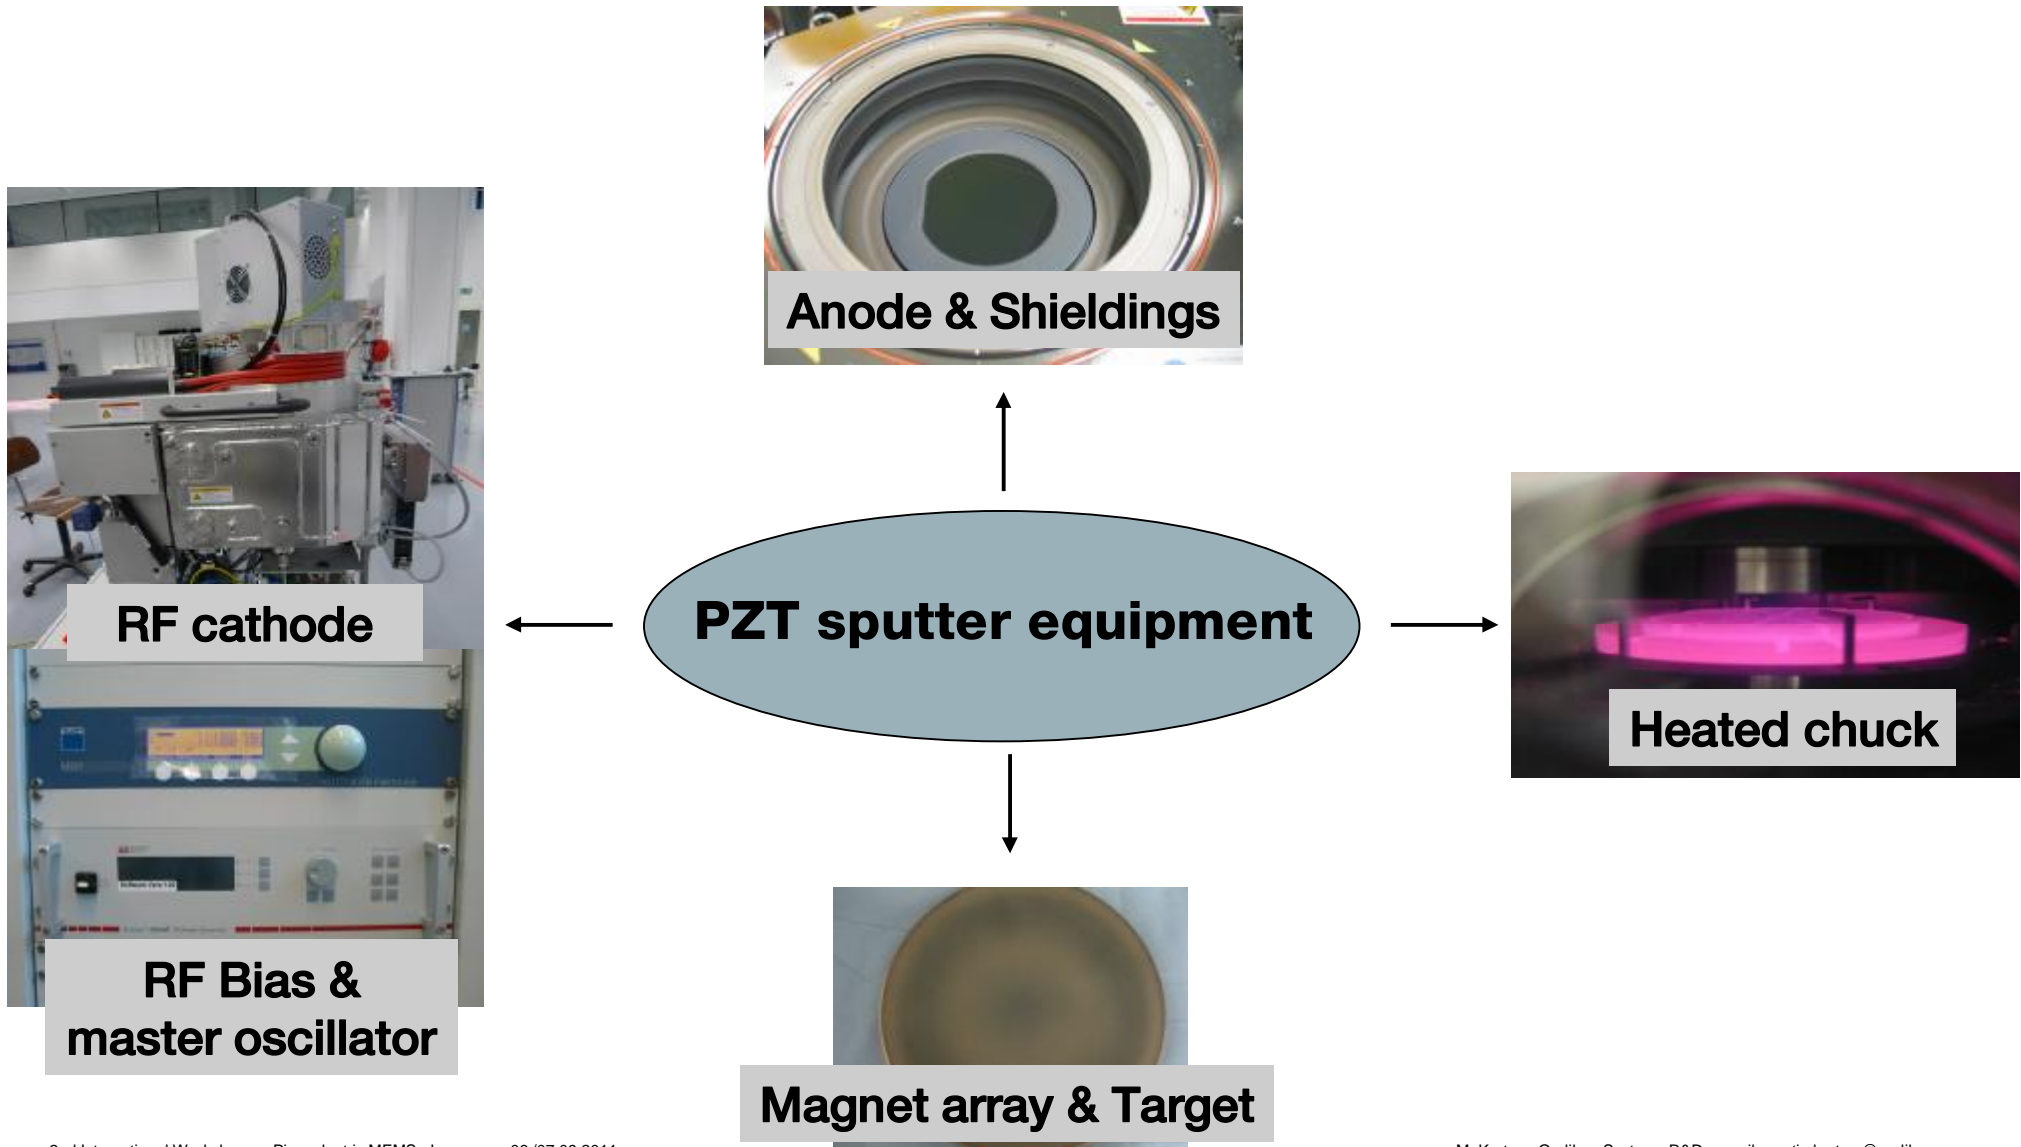 Anode & Shieldings
RF cathode
PZT sputter equipment
Heated chuck
RF Bias &
master oscillator
Magnet array & Target